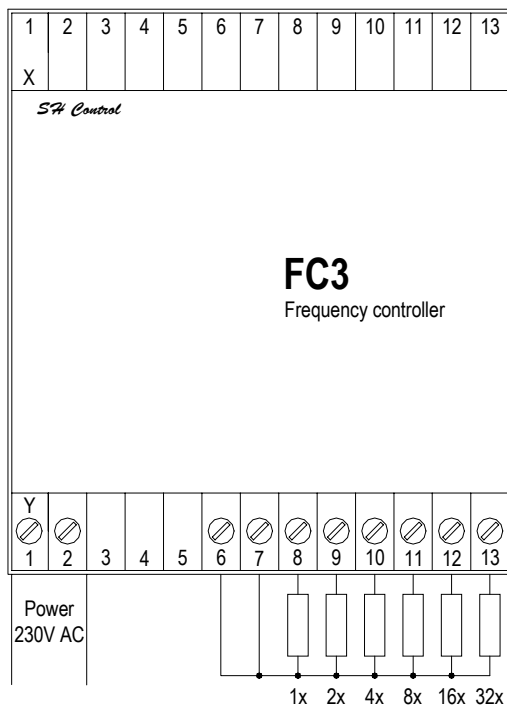 1 2 3 4 5 6 7 8 9 10 11 12 13
X
SH Control
FC3
Frequency controller
Y
1 2 3 4 5 6 7 8 9 10 11 12 13
Power
230V AC
1x 2x 4x 8x 16x 32x